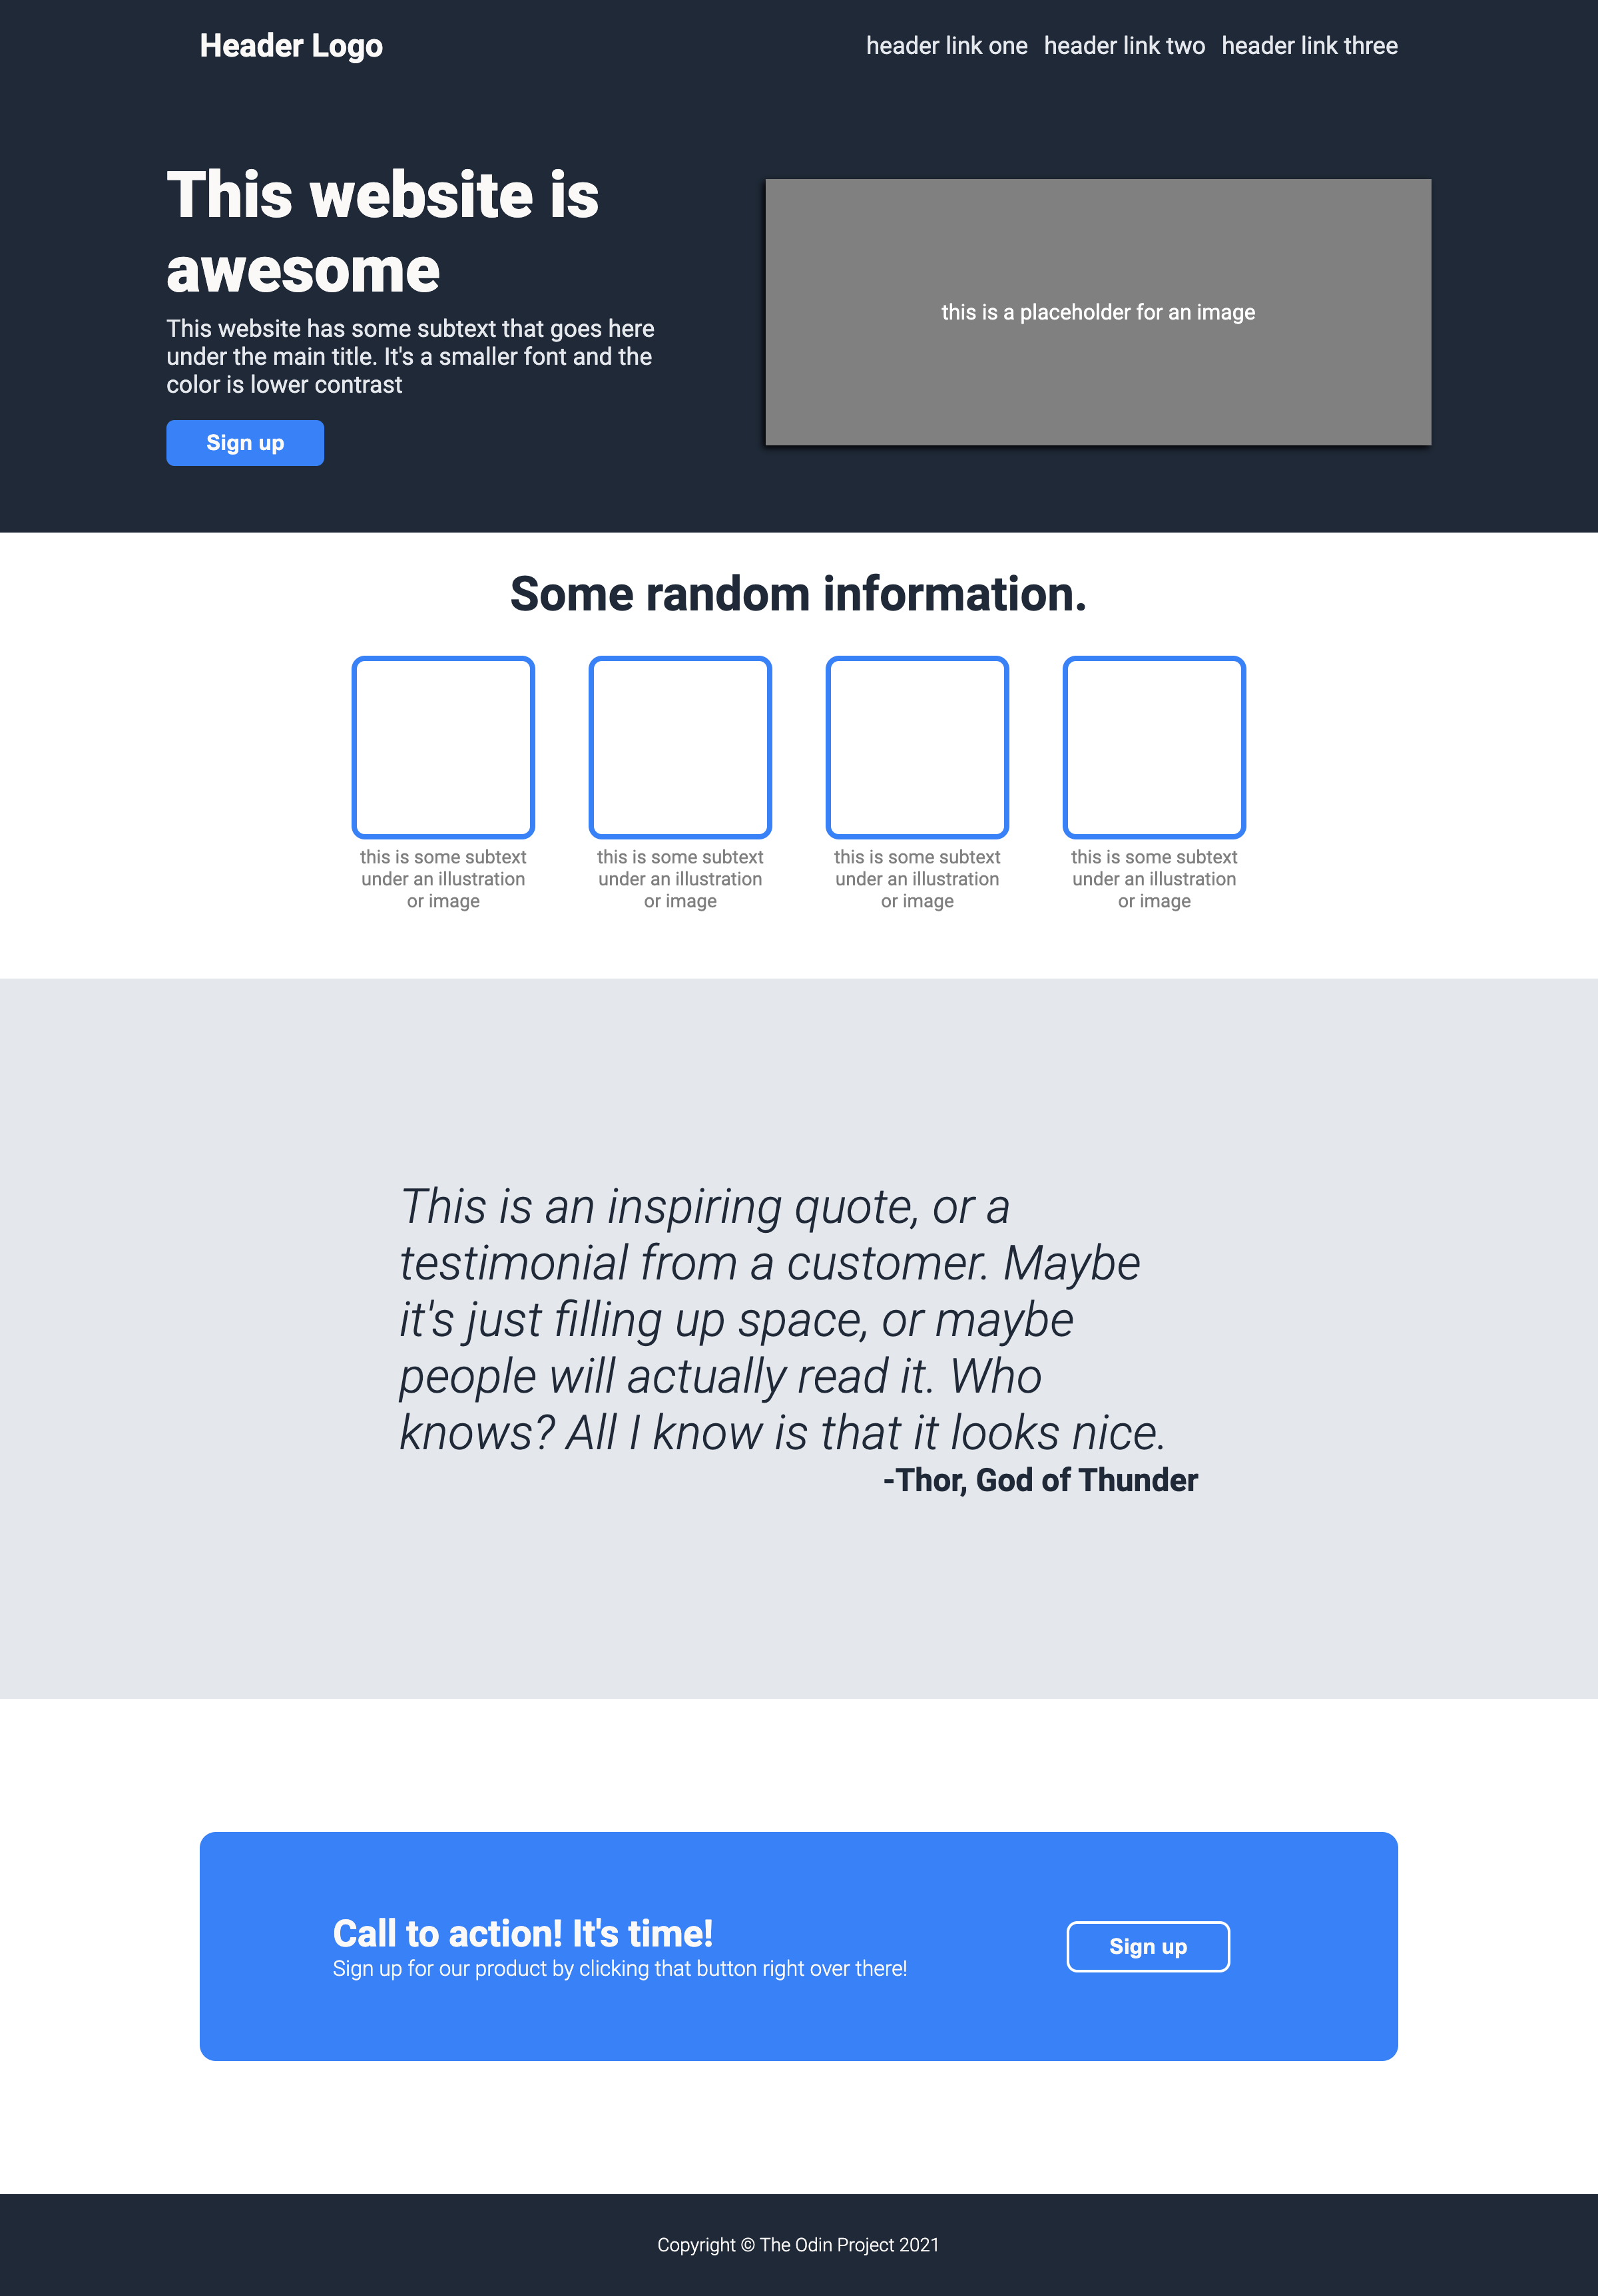 Header Logo
header link one header link two header link three
This website is
awesome
This website has some subtext that goes here
under the main title. It's a smaller font and the
color is lower contrast
Sign up
this is a placeholder for an image
Some random information.
this is some subtext
under an illustration
or image
this is some subtext
under an illustration
or image
this is some subtext
under an illustration
or image
this is some subtext
under an illustration
or image
This is an inspiring quote, or a
testimonial from a customer. Maybe
it's just filling up space, or maybe
people will actually read it. Who
knows? All I know is that it looks nice.
-Thor, God of Thunder
Call to action! It's time!
Sign up for our product by clicking that button right over there!
Sign up
Copyright © The Odin Project 2021